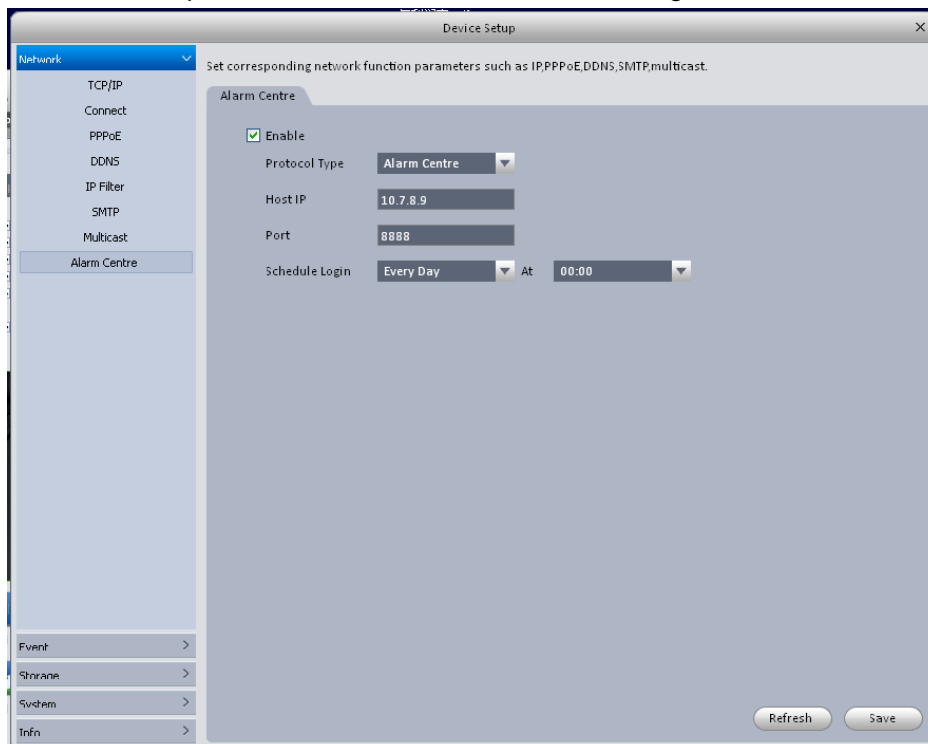 Device Setup
Network
Set corresponding network function parameters such as IP,PPPoE,DDNS,SMTP,multicast.
TCP/IP
Connect
PPPoE
DDNS
IP Filter
SMTP
Multicast
Alarm Centre
Alarm Centre
Enable
Protocol Type Alarm Centre
Host IP 10.7.8.9
Port 8888
Schedule Login Every Day At 00:00
Event
Storage
System
Info
Refresh Save